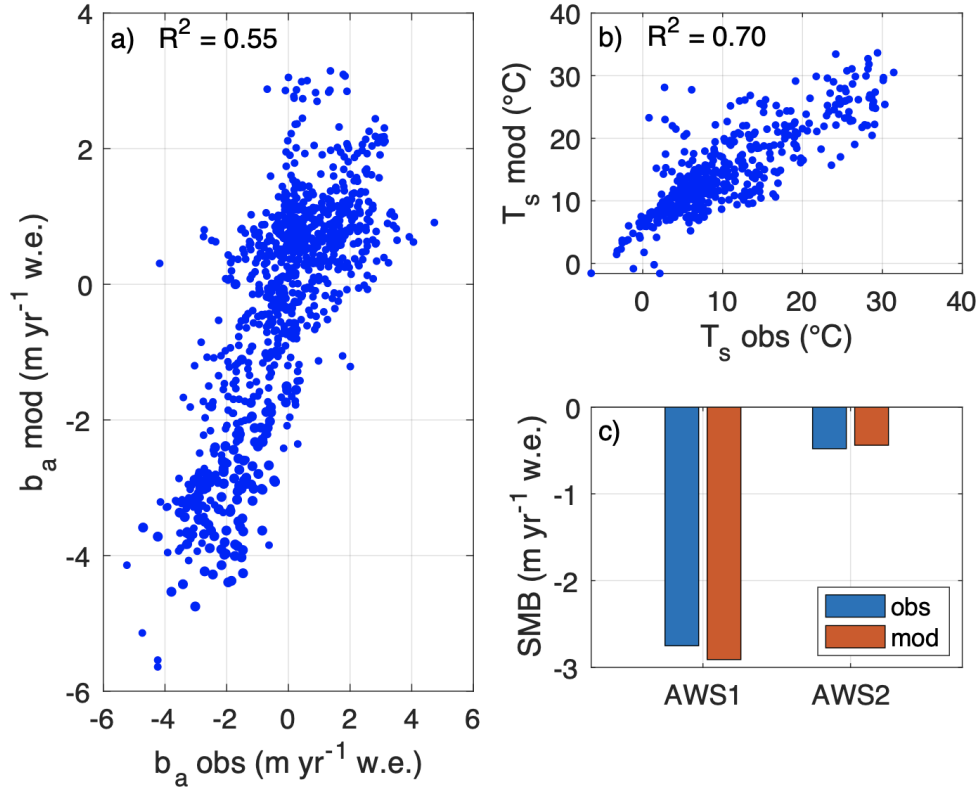 a) R² = 0.55
4
2
0
-2
-4
-6
b_a mod (m yr⁻¹ w.e.)
-6 -4 -2 0 2 4 6
b_a obs (m yr⁻¹ w.e.)
b) R² = 0.70
40
30
20
10
0
T_s mod (°C)
0 10 20 30 40
T_s obs (°C)
c)
0
-1
-2
-3
SMB (m yr⁻¹ w.e.)
obs
mod
AWS1 AWS2